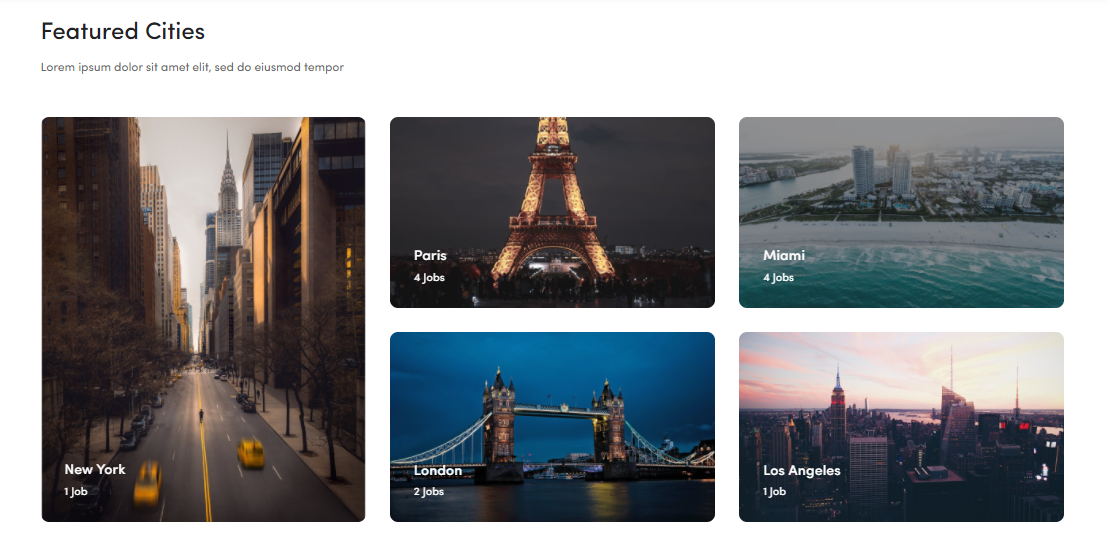 Featured Cities
Lorem ipsum dolor sit amet elit, sed do eiusmod tempor
New York
1 Job
Paris
4 Jobs
Miami
4 Jobs
London
2 Jobs
Los Angeles
1 Job